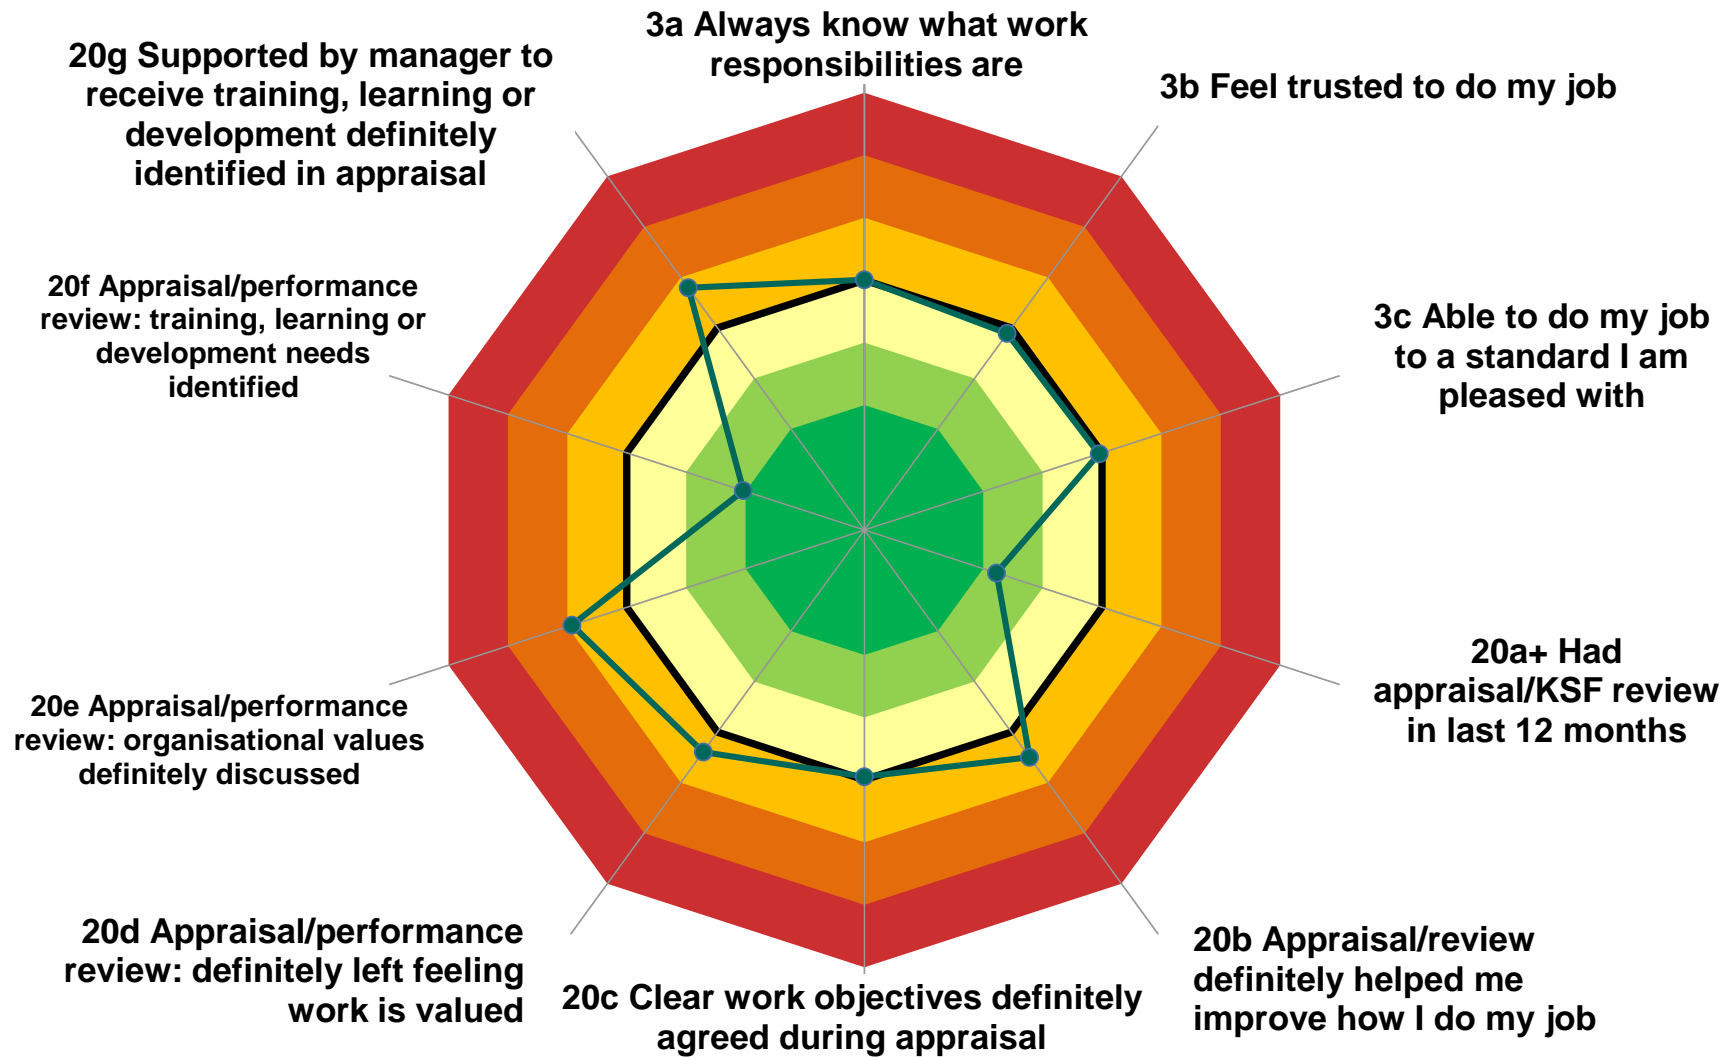 3a Always know what work
responsibilities are
3b Feel trusted to do my job
3c Able to do my job
to a standard I am
pleased with
20a+ Had
appraisal/KSF review
in last 12 months
20b Appraisal/review
definitely helped me
improve how I do my job
20c Clear work objectives definitely
agreed during appraisal
20d Appraisal/performance
review: definitely left feeling
work is valued
20e Appraisal/performance
review: organisational values
definitely discussed
20f Appraisal/performance
review: training, learning or
development needs
identified
20g Supported by manager to
receive training, learning or
development definitely
identified in appraisal